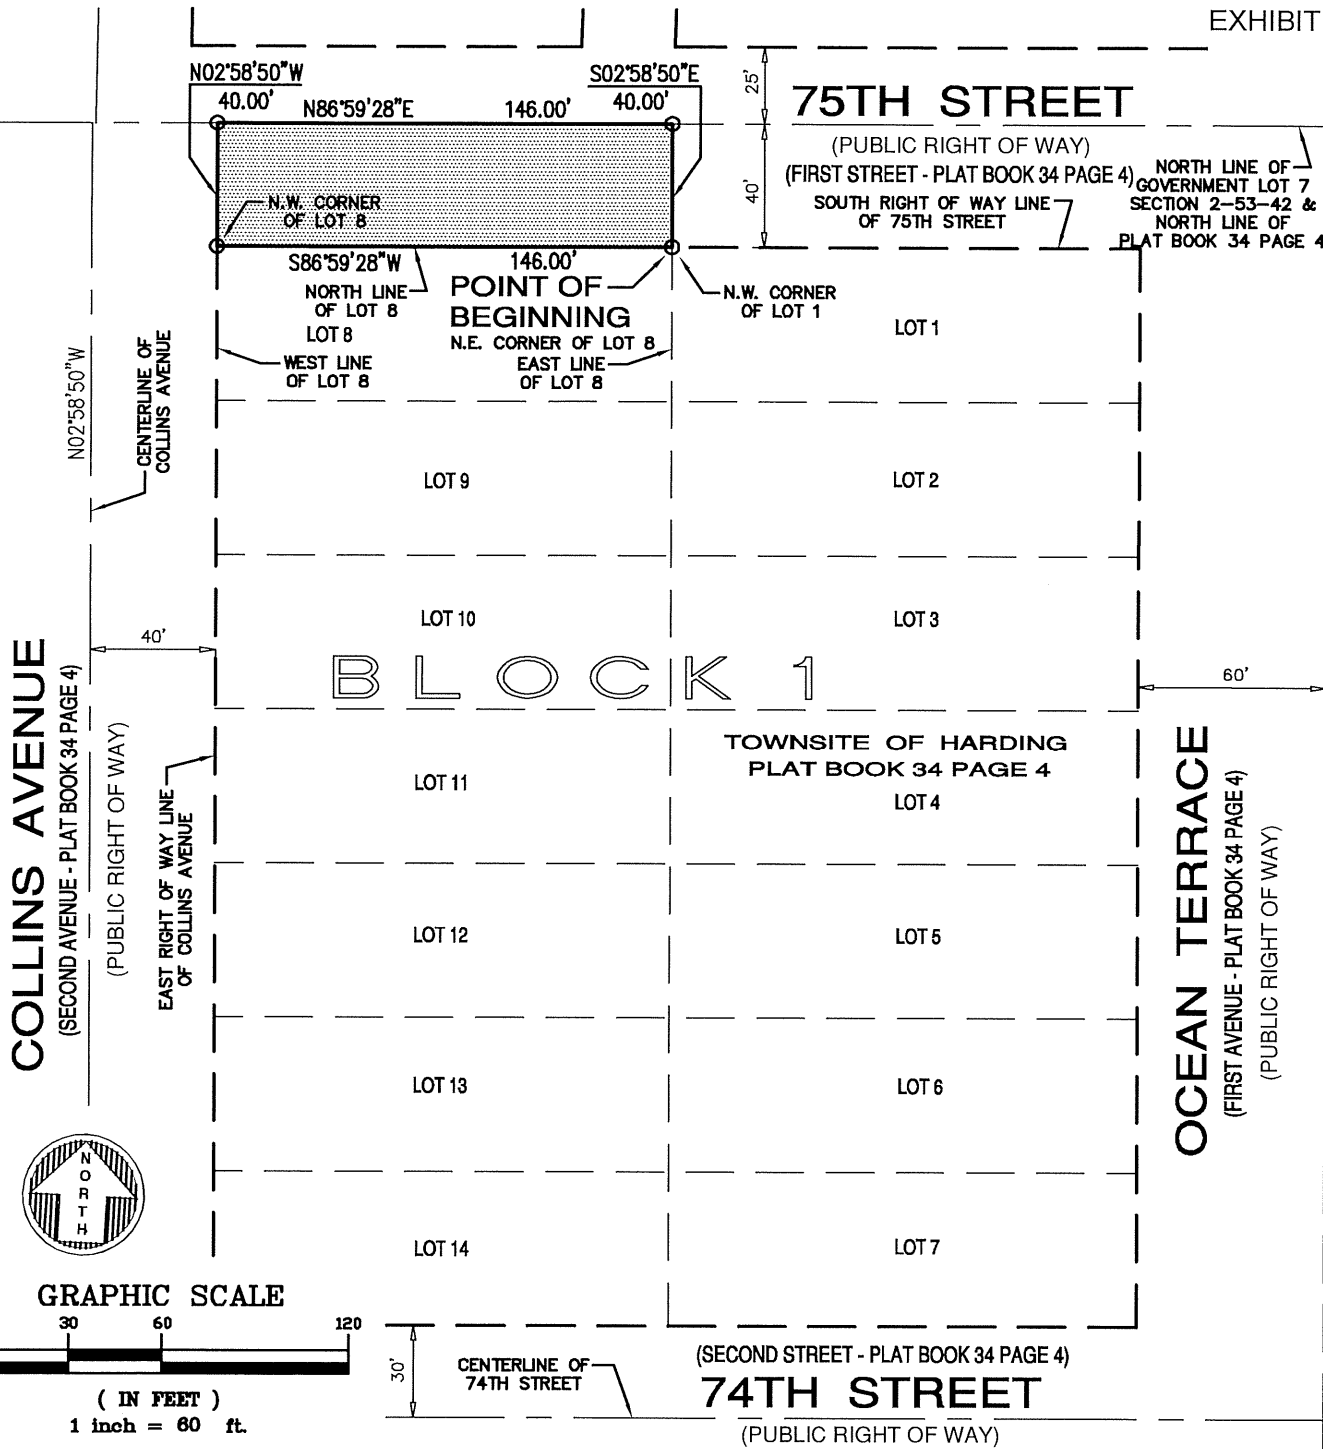 EXHIBIT
N02°58'50"W
40.00'
N86°59'28"E
146.00'
S02°58'50"E
40.00'
25'
75TH STREET
(PUBLIC RIGHT OF WAY)
(FIRST STREET - PLAT BOOK 34 PAGE 4)
40'
SOUTH RIGHT OF WAY LINE
OF 75TH STREET
NORTH LINE OF
GOVERNMENT LOT 7
SECTION 2-53-42 &
NORTH LINE OF
PLAT BOOK 34 PAGE 4
N.W. CORNER
OF LOT 8
S86°59'28"W
146.00'
NORTH LINE
OF LOT 8
POINT OF
BEGINNING
N.E. CORNER OF LOT 8
N.W. CORNER
OF LOT 1
LOT 8
LOT 1
WEST LINE
OF LOT 8
EAST LINE
OF LOT 8
N02°58'50"W
CENTERLINE OF
COLLINS AVENUE
LOT 9
LOT 2
LOT 10
LOT 3
40'
BLOCK 1
60'
TOWNSITE OF HARDING
PLAT BOOK 34 PAGE 4
COLLINS AVENUE
(SECOND AVENUE - PLAT BOOK 34 PAGE 4)
(PUBLIC RIGHT OF WAY)
EAST RIGHT OF WAY LINE
OF COLLINS AVENUE
LOT 11
LOT 4
OCEAN TERRACE
(FIRST AVENUE - PLAT BOOK 34 PAGE 4)
(PUBLIC RIGHT OF WAY)
LOT 12
LOT 5
LOT 13
LOT 6
NORTH
LOT 14
LOT 7
GRAPHIC SCALE
30 60 120
( IN FEET )
1 inch = 60 ft.
30'
CENTERLINE OF
74TH STREET
(SECOND STREET - PLAT BOOK 34 PAGE 4)
74TH STREET
(PUBLIC RIGHT OF WAY)